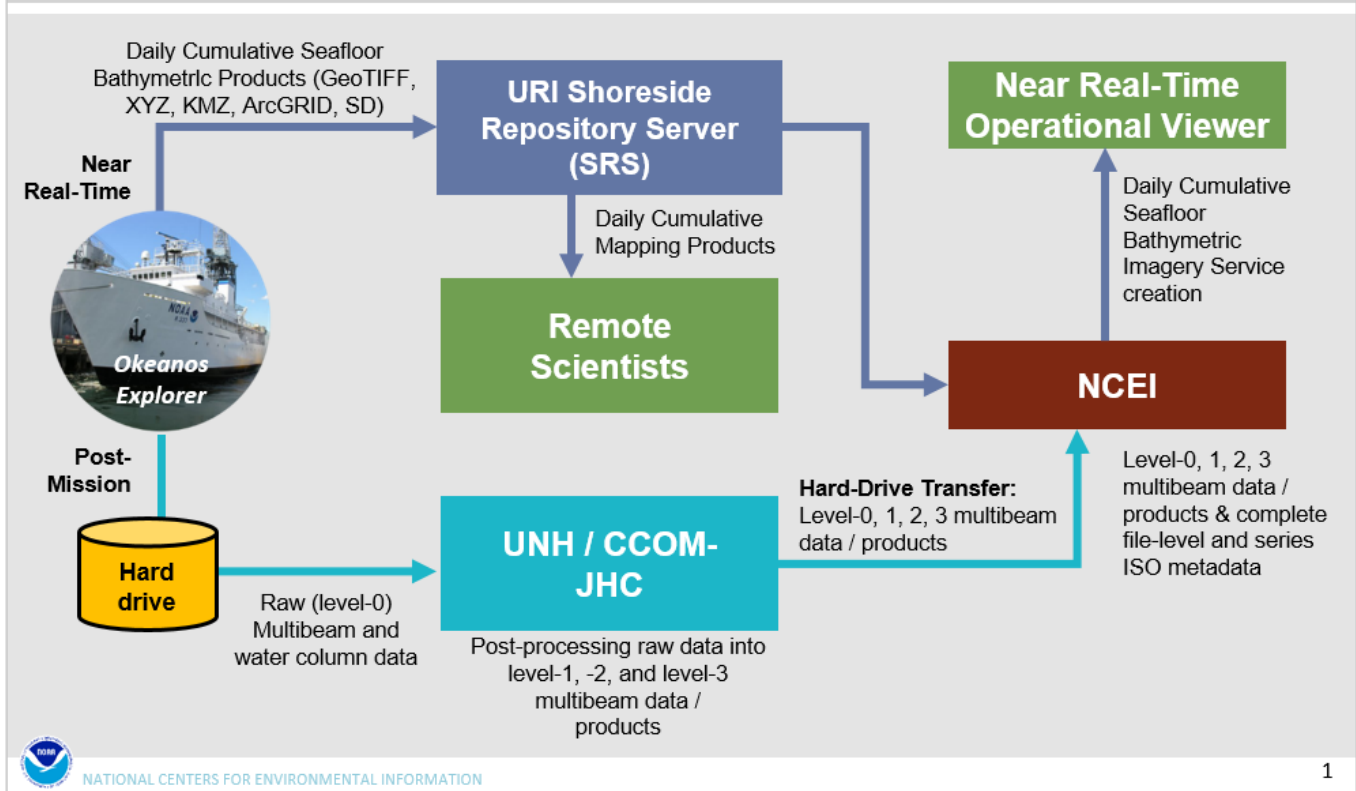 Daily Cumulative Seafloor
Bathymetric Products (GeoTIFF,
XYZ, KMZ, ArcGRID, SD)
URI Shoreside
Repository Server
(SRS)
Near Real-Time
Operational Viewer
Near
Real-Time
Daily Cumulative
Mapping Products
Daily Cumulative
Seafloor
Bathymetric
Imagery Service
creation
NOAA
Okeanos
Explorer
Remote
Scientists
NCEI
Post-
Mission
Hard
drive
Raw (level-0)
Multibeam and
water column data
UNH / CCOM-
JHC
Post-processing raw data into
level-1, -2, and level-3
multibeam data /
products
Hard-Drive Transfer:
Level-0, 1, 2, 3 multibeam
data / products
Level-0, 1, 2, 3
multibeam data /
products & complete
file-level and series
ISO metadata
NOAA
NATIONAL CENTERS FOR ENVIRONMENTAL INFORMATION
1